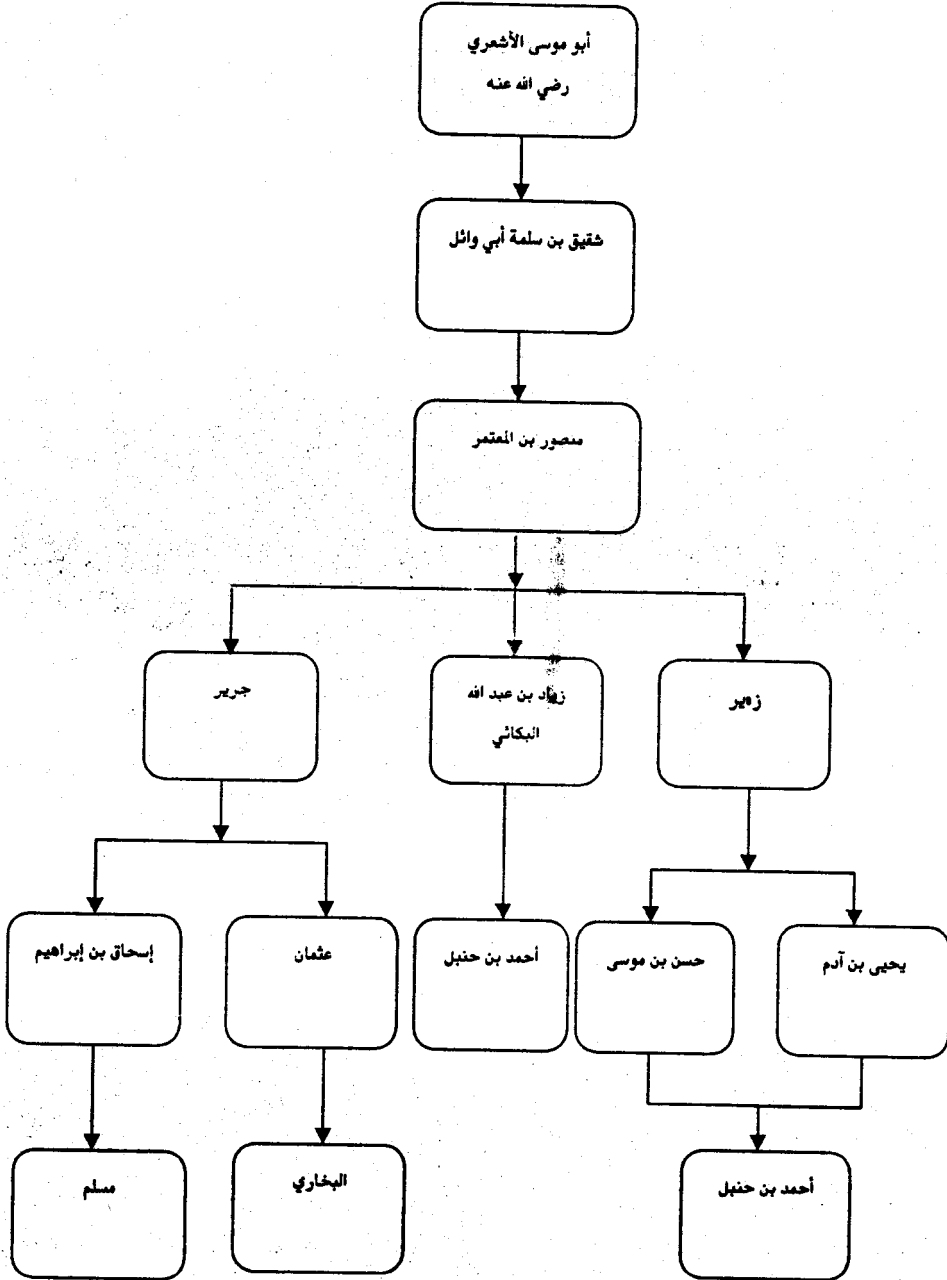 أبو موسى الأشعري
رضي الله عنه
شقيق بن سلمة أبي وائل
منصور بن المعتمر
زهير
زياد بن عبد الله
البكائي
جرير
يحيى بن آدم
حسن بن موسى
أحمد بن حنبل
عثمان
إسحاق بن إبراهيم
أحمد بن حنبل
البخاري
مسلم